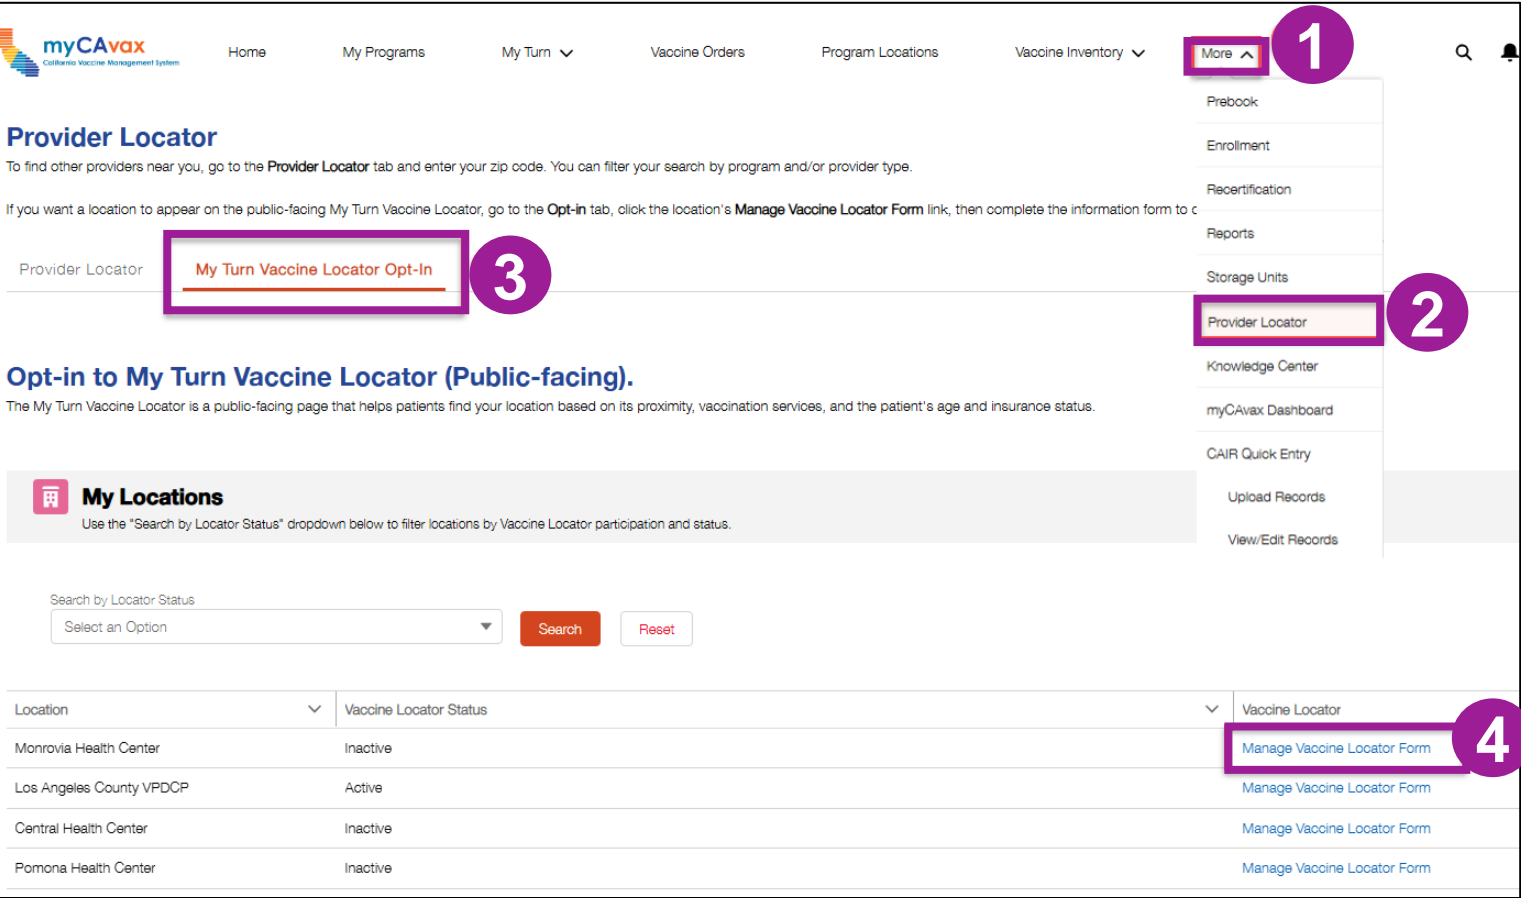 myCAvax
California Vaccine Management System
Home
My Programs
My Turn
Vaccine Orders
Program Locations
Vaccine Inventory
More
1
Prebook
Enrollment
Recertification
Reports
Storage Units
Provider Locator
2
Knowledge Center
myCAvax Dashboard
CAIR Quick Entry
Upload Records
View/Edit Records
Provider Locator
To find other providers near you, go to the Provider Locator tab and enter your zip code. You can filter your search by program and/or provider type.
If you want a location to appear on the public-facing My Turn Vaccine Locator, go to the Opt-in tab, click the location's Manage Vaccine Locator Form link, then complete the information form to
Provider Locator
My Turn Vaccine Locator Opt-In
3
Opt-in to My Turn Vaccine Locator (Public-facing).
The My Turn Vaccine Locator is a public-facing page that helps patients find your location based on its proximity, vaccination services, and the patient's age and insurance status.
My Locations
Use the "Search by Locator Status" dropdown below to filter locations by Vaccine Locator participation and status.
Search by Locator Status
Select an Option
Search
Reset
Location
Vaccine Locator Status
Vaccine Locator
Monrovia Health Center
Inactive
Manage Vaccine Locator Form
4
Los Angeles County VPDCP
Active
Manage Vaccine Locator Form
Central Health Center
Inactive
Manage Vaccine Locator Form
Pomona Health Center
Inactive
Manage Vaccine Locator Form